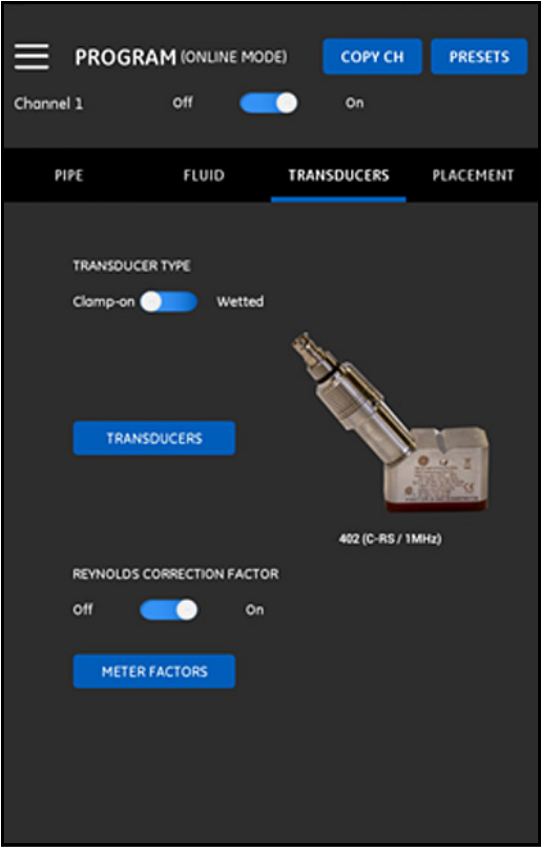 PROGRAM (ONLINE MODE) COPY CH PRESETS
Channel 1 Off On
PIPE FLUID TRANSDUCERS PLACEMENT
TRANSDUCER TYPE
Clamp-on Wetted
TRANSDUCERS
402 (C-RS / 1MHz)
REYNOLDS CORRECTION FACTOR
Off On
METER FACTORS